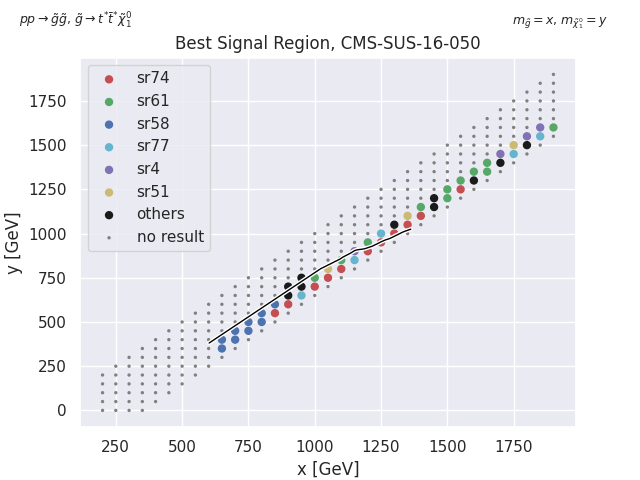 pp → g̃g̃, g̃ → t*t̄*χ̃₁⁰
m_g̃ = x, m_χ̃₁⁰ = y
Best Signal Region, CMS-SUS-16-050
sr74
sr61
sr58
sr77
sr4
sr51
others
no result
y [GeV]
1750
1500
1250
1000
750
500
250
0
250 500 750 1000 1250 1500 1750
x [GeV]